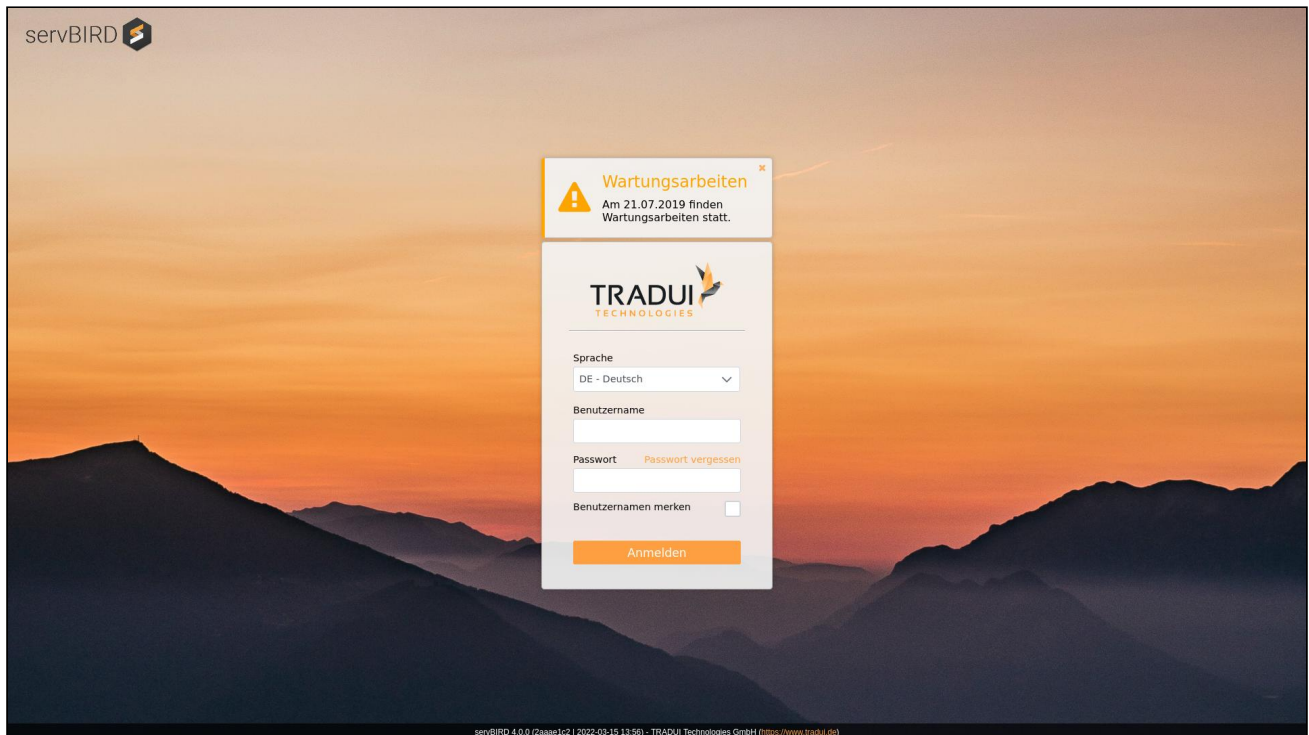 servBIRD
Wartungsarbeiten
Am 21.07.2019 finden
Wartungsarbeiten statt.
TRADUI
TECHNOLOGIES
Sprache
DE - Deutsch
Benutzername
Passwort Passwort vergessen
Benutzernamen merken
Anmelden
servBIRD 4.0.0 (2aaae1c2 | 2022-03-15 13:56) - TRADUI Technologies GmbH (https://www.tradui.de)